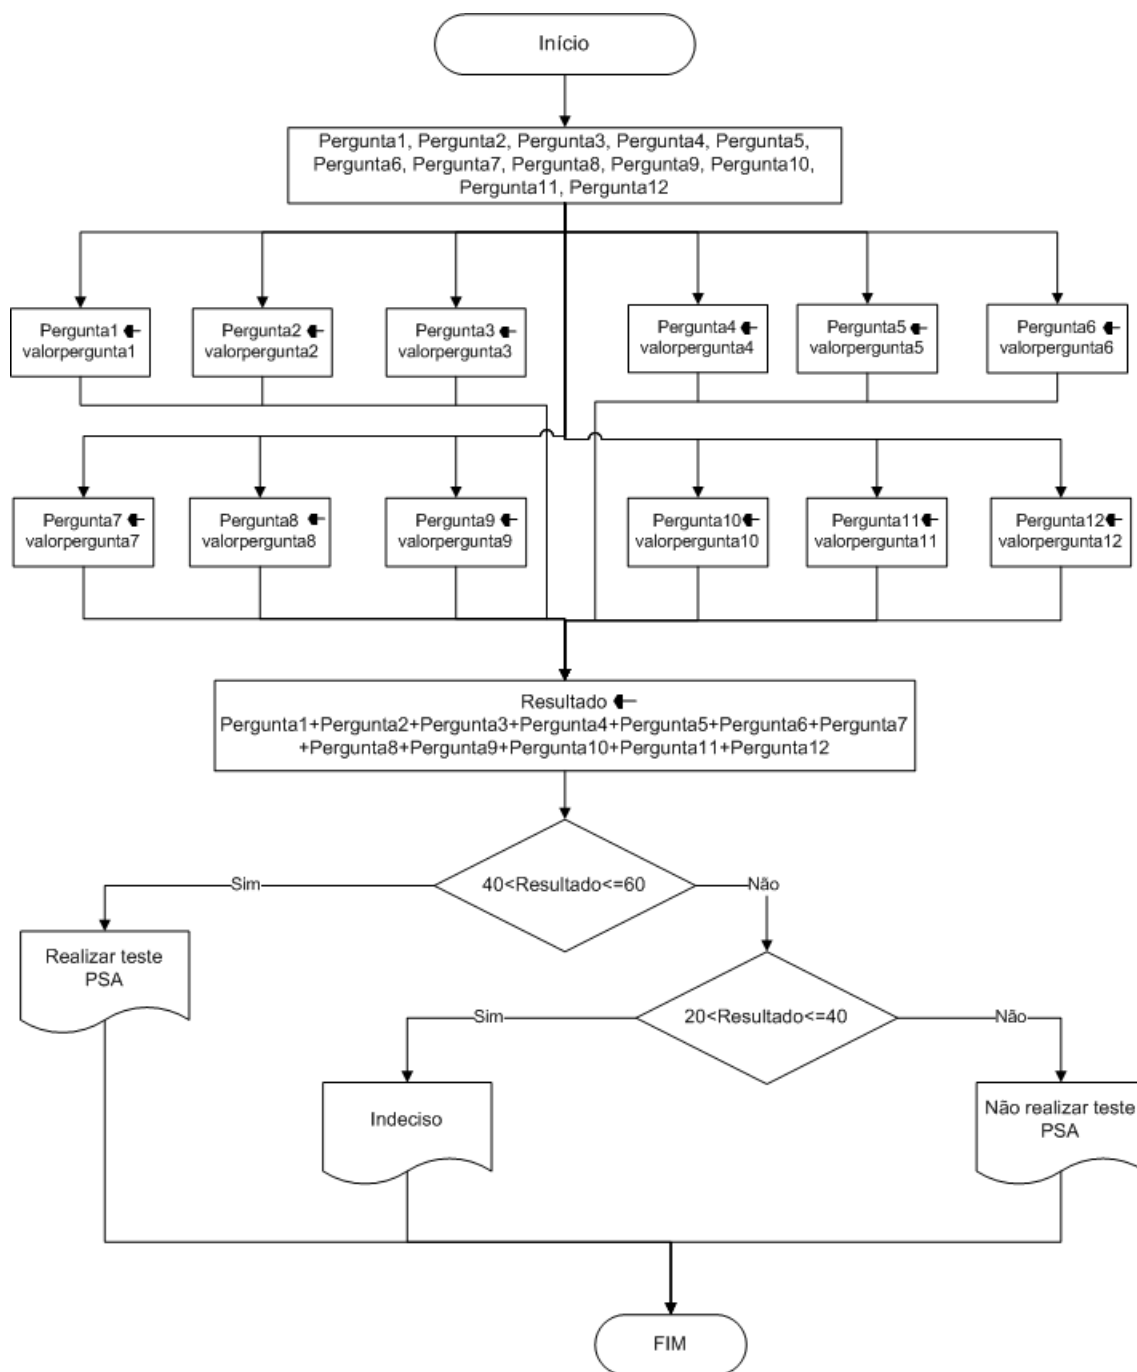 Início
Pergunta1, Pergunta2, Pergunta3, Pergunta4, Pergunta5,
Pergunta6, Pergunta7, Pergunta8, Pergunta9, Pergunta10,
Pergunta11, Pergunta12
Pergunta1
valorpergunta1
Pergunta2
valorpergunta2
Pergunta3
valorpergunta3
Pergunta4
valorpergunta4
Pergunta5
valorpergunta5
Pergunta6
valorpergunta6
Pergunta7
valorpergunta7
Pergunta8
valorpergunta8
Pergunta9
valorpergunta9
Pergunta10
valorpergunta10
Pergunta11
valorpergunta11
Pergunta12
valorpergunta12
Resultado
Pergunta1+Pergunta2+Pergunta3+Pergunta4+Pergunta5+Pergunta6+Pergunta7
+Pergunta8+Pergunta9+Pergunta10+Pergunta11+Pergunta12
40<Resultado<=60
Sim
Não
Realizar teste
PSA
20<Resultado<=40
Sim
Não
Indeciso
Não realizar teste
PSA
FIM